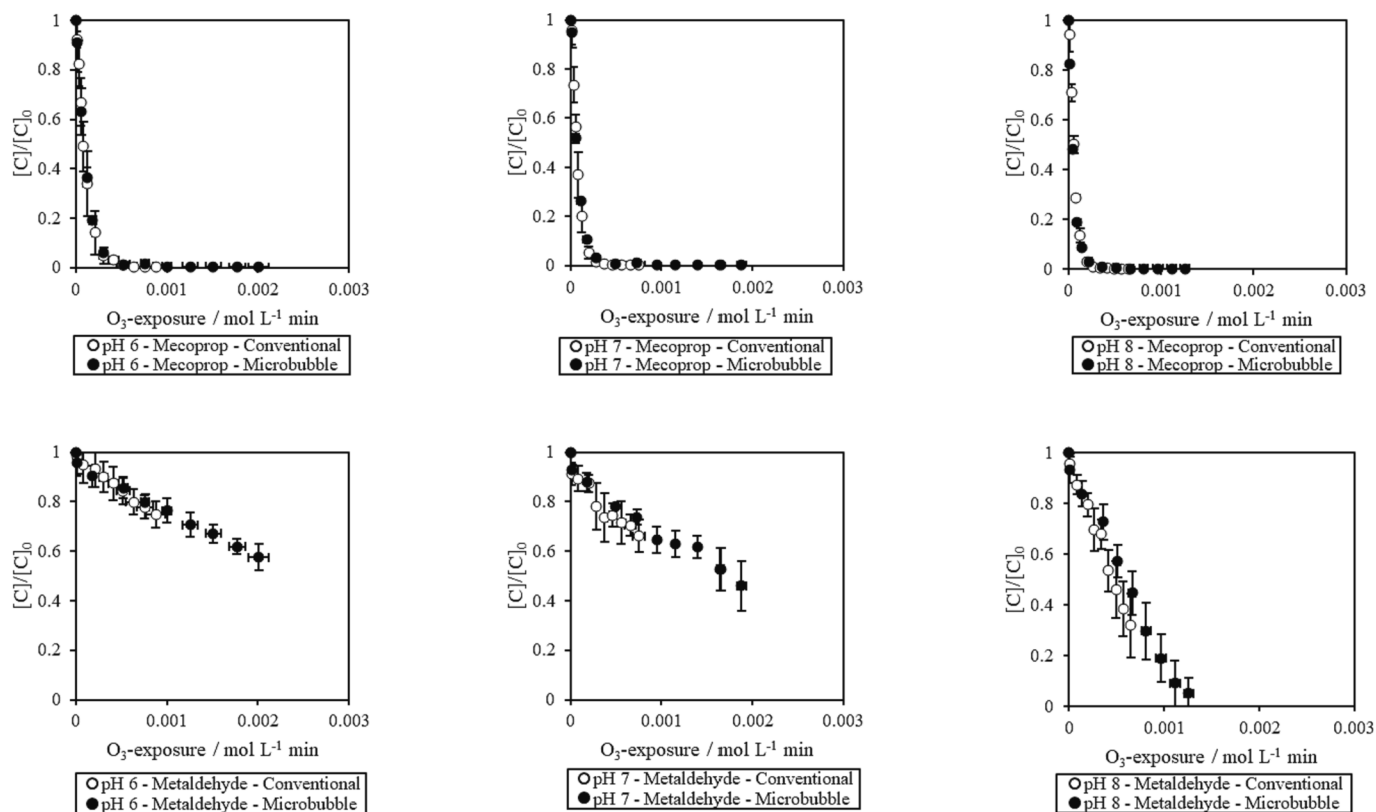 1
0.8
0.6
0.4
0.2
0
[C]/[C]₀
0 0.001 0.002 0.003
O₃-exposure / mol L⁻¹ min
pH 6 - Mecoprop - Conventional
pH 6 - Mecoprop - Microbubble
1
0.8
0.6
0.4
0.2
0
[C]/[C]₀
0 0.001 0.002 0.003
O₃-exposure / mol L⁻¹ min
pH 7 - Mecoprop - Conventional
pH 7 - Mecoprop - Microbubble
1
0.8
0.6
0.4
0.2
0
[C]/[C]₀
0 0.001 0.002 0.003
O₃-exposure / mol L⁻¹ min
pH 8 - Mecoprop - Conventional
pH 8 - Mecoprop - Microbubble
1
0.8
0.6
0.4
0.2
0
[C]/[C]₀
0 0.001 0.002 0.003
O₃-exposure / mol L⁻¹ min
pH 6 - Metaldehyde - Conventional
pH 6 - Metaldehyde - Microbubble
1
0.8
0.6
0.4
0.2
0
[C]/[C]₀
0 0.001 0.002 0.003
O₃-exposure / mol L⁻¹ min
pH 7 - Metaldehyde - Conventional
pH 7 - Metaldehyde - Microbubble
1
0.8
0.6
0.4
0.2
0
[C]/[C]₀
0 0.001 0.002 0.003
O₃-exposure / mol L⁻¹ min
pH 8 - Metaldehyde - Conventional
pH 8 - Metaldehyde - Microbubble